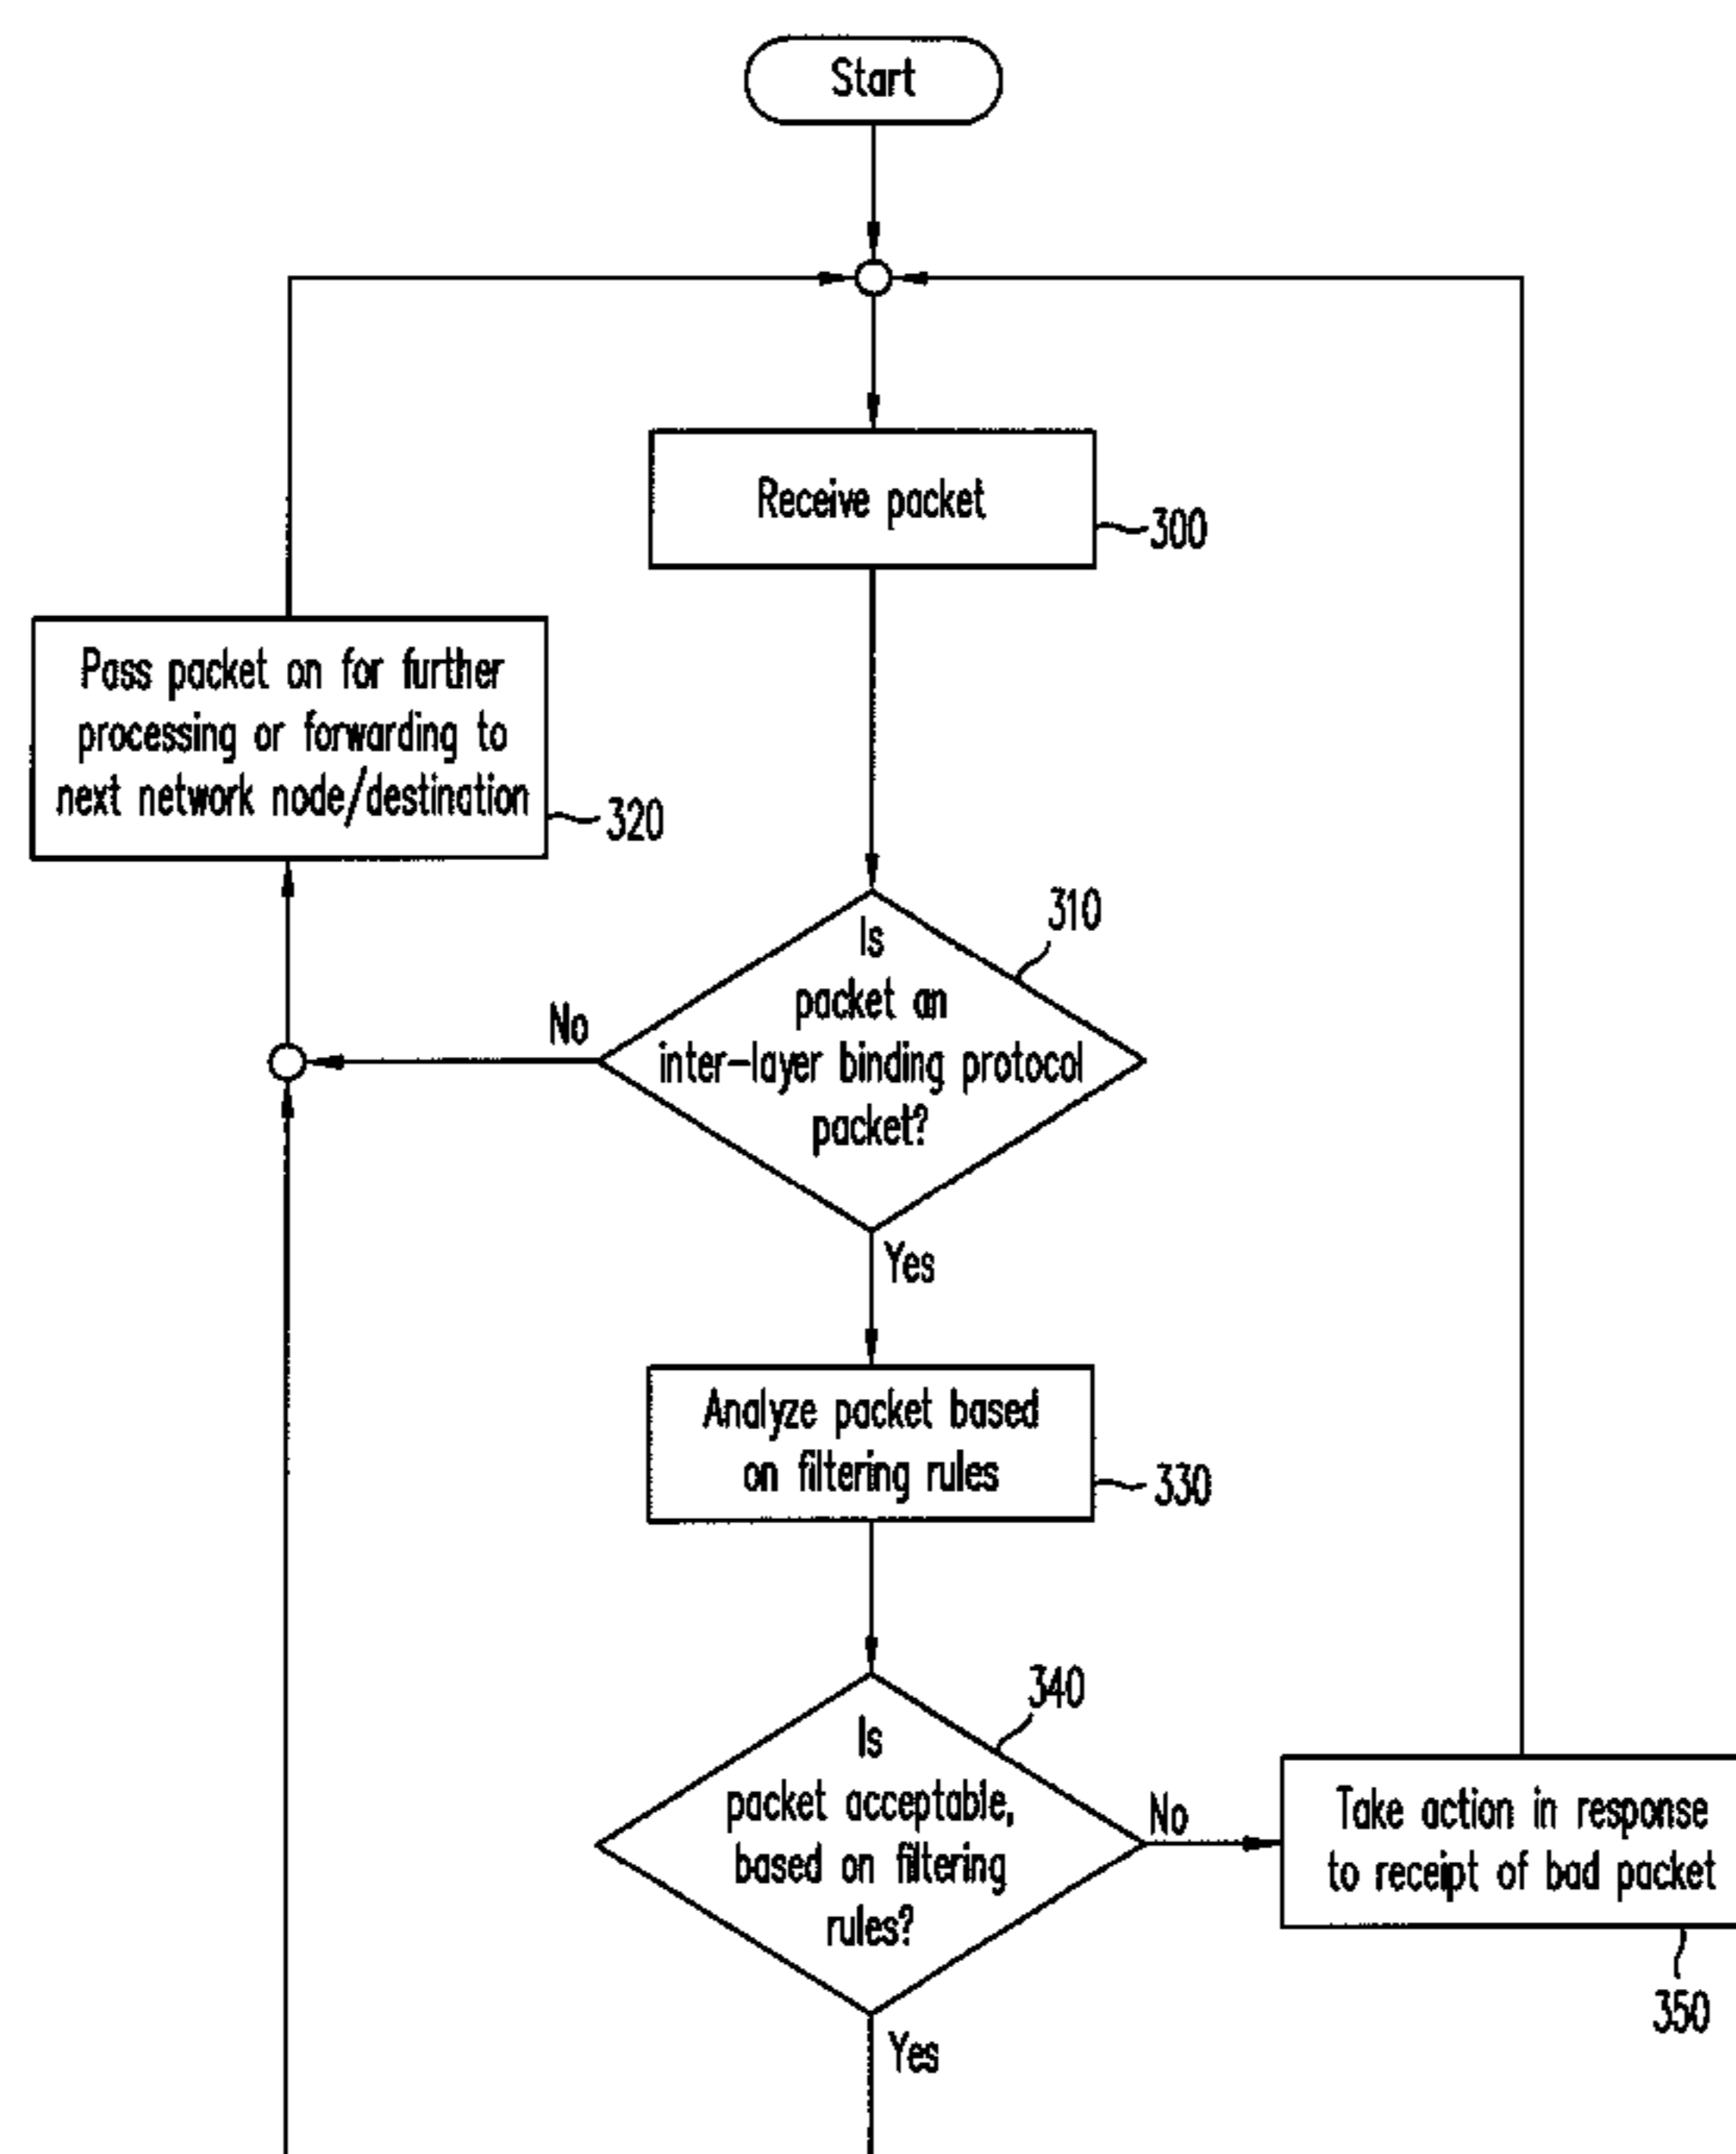 Start
Receive packet
300
Pass packet on for further
processing or forwarding to
next network node/destination
320
310
Is
packet an
inter-layer binding protocol
packet?
No
Yes
Analyze packet based
on filtering rules
330
340
Is
packet acceptable,
based on filtering
rules?
No
Take action in response
to receipt of bad packet
350
Yes